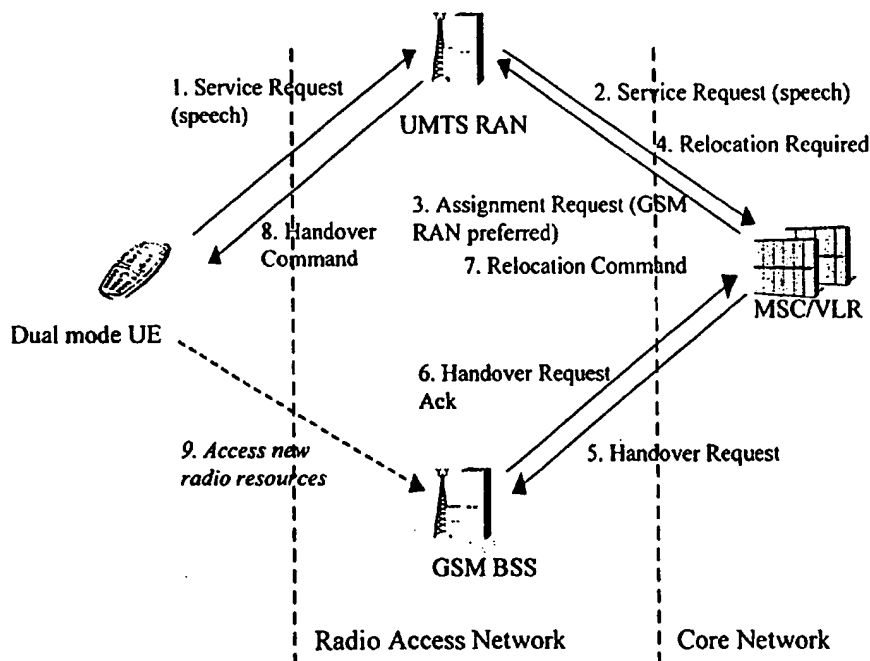 1. Service Request
(speech)
UMTS RAN
2. Service Request (speech)
4. Relocation Required
3. Assignment Request (GSM
RAN preferred)
8. Handover
Command
7. Relocation Command
MSC/VLR
Dual mode UE
6. Handover Request
Ack
9. Access new
radio resources
5. Handover Request
GSM BSS
Radio Access Network
Core Network